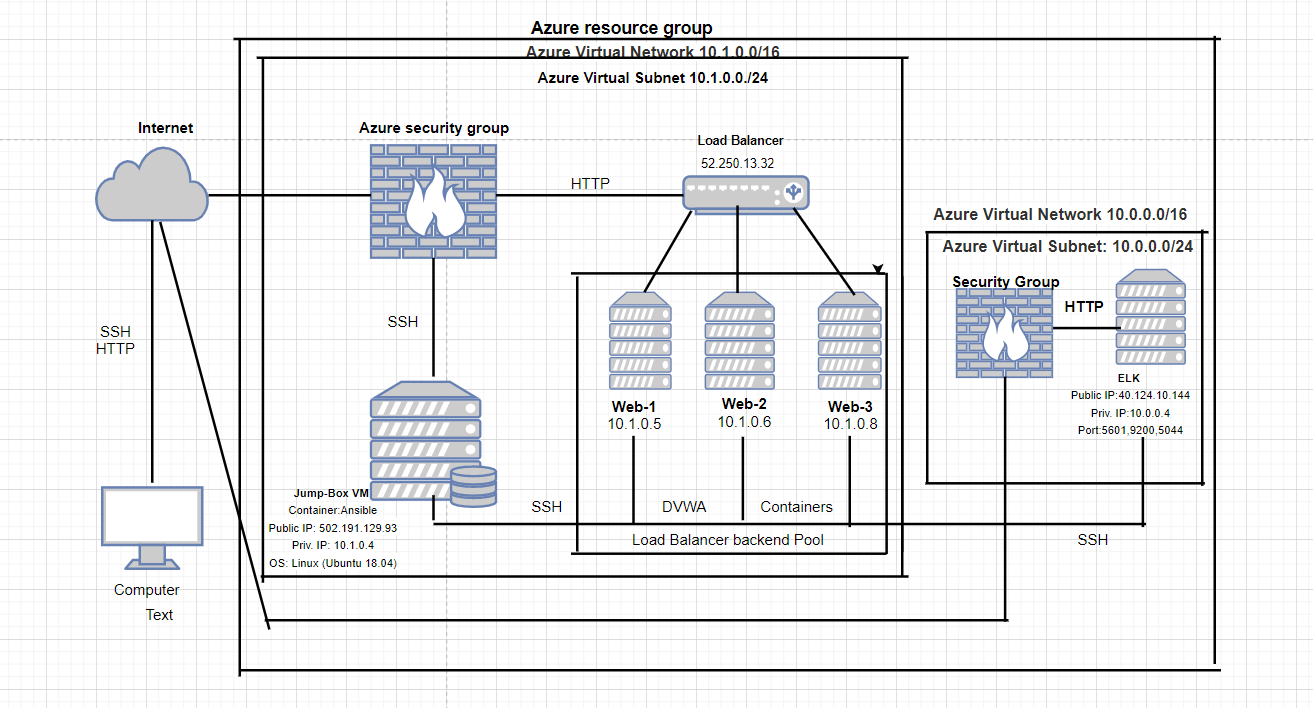 Azure resource group
Azure Virtual Network 10.1.0.0/16
Azure Virtual Subnet 10.1.0.0./24
Internet
Azure security group
Load Balancer
52.250.13.32
HTTP
Azure Virtual Network 10.0.0.0/16
Azure Virtual Subnet: 10.0.0.0/24
Security Group
HTTP
SSH
HTTP
SSH
ELK
Public IP:40.124.10.144
Priv. IP:10.0.0.4
Port:5601,9200,5044
Web-1
10.1.0.5
Web-2
10.1.0.6
Web-3
10.1.0.8
Jump-Box VM
Container:Ansible
Public IP: 502.191.129.93
Priv. IP: 10.1.0.4
OS: Linux (Ubuntu 18.04)
SSH
DVWA
Containers
Load Balancer backend Pool
SSH
Computer
Text